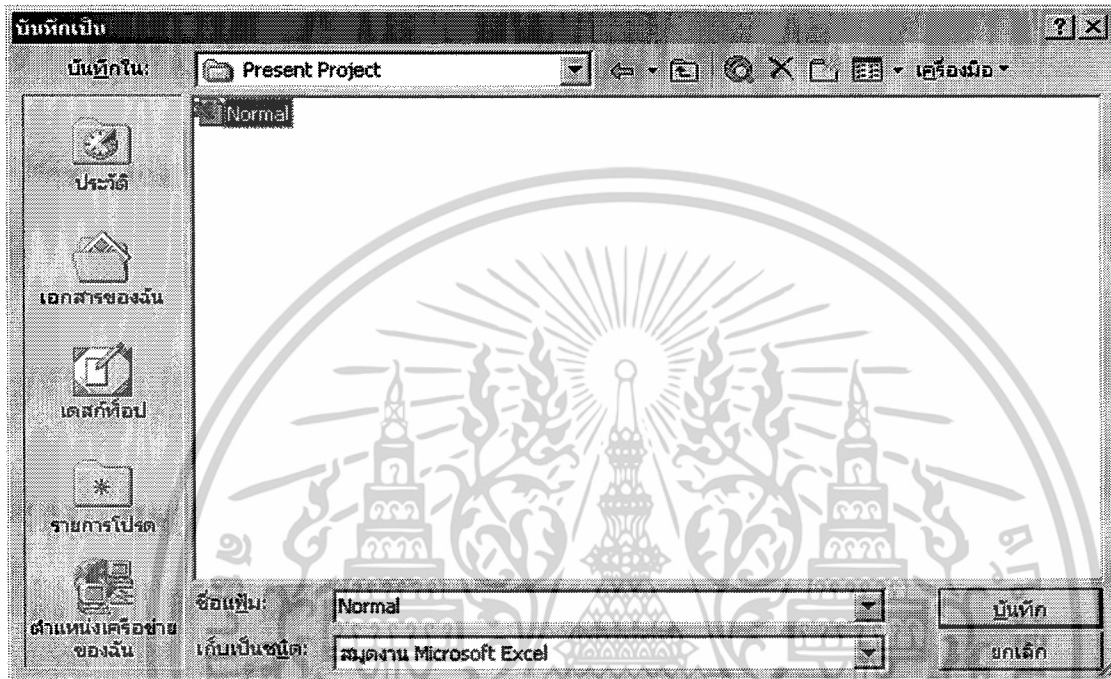 บันทึกเป็น
บันทึกใน: Present Project เครื่องมือ
Normal
ประวัติ
เอกสารของฉัน
เดสก์ท็อป
รายการโปรด
ตำแหน่งเครือข่าย
ของฉัน
ชื่อแฟ้ม: Normal บันทึก
เก็บเป็นชนิด: สมุดงาน Microsoft Excel ยกเลิก